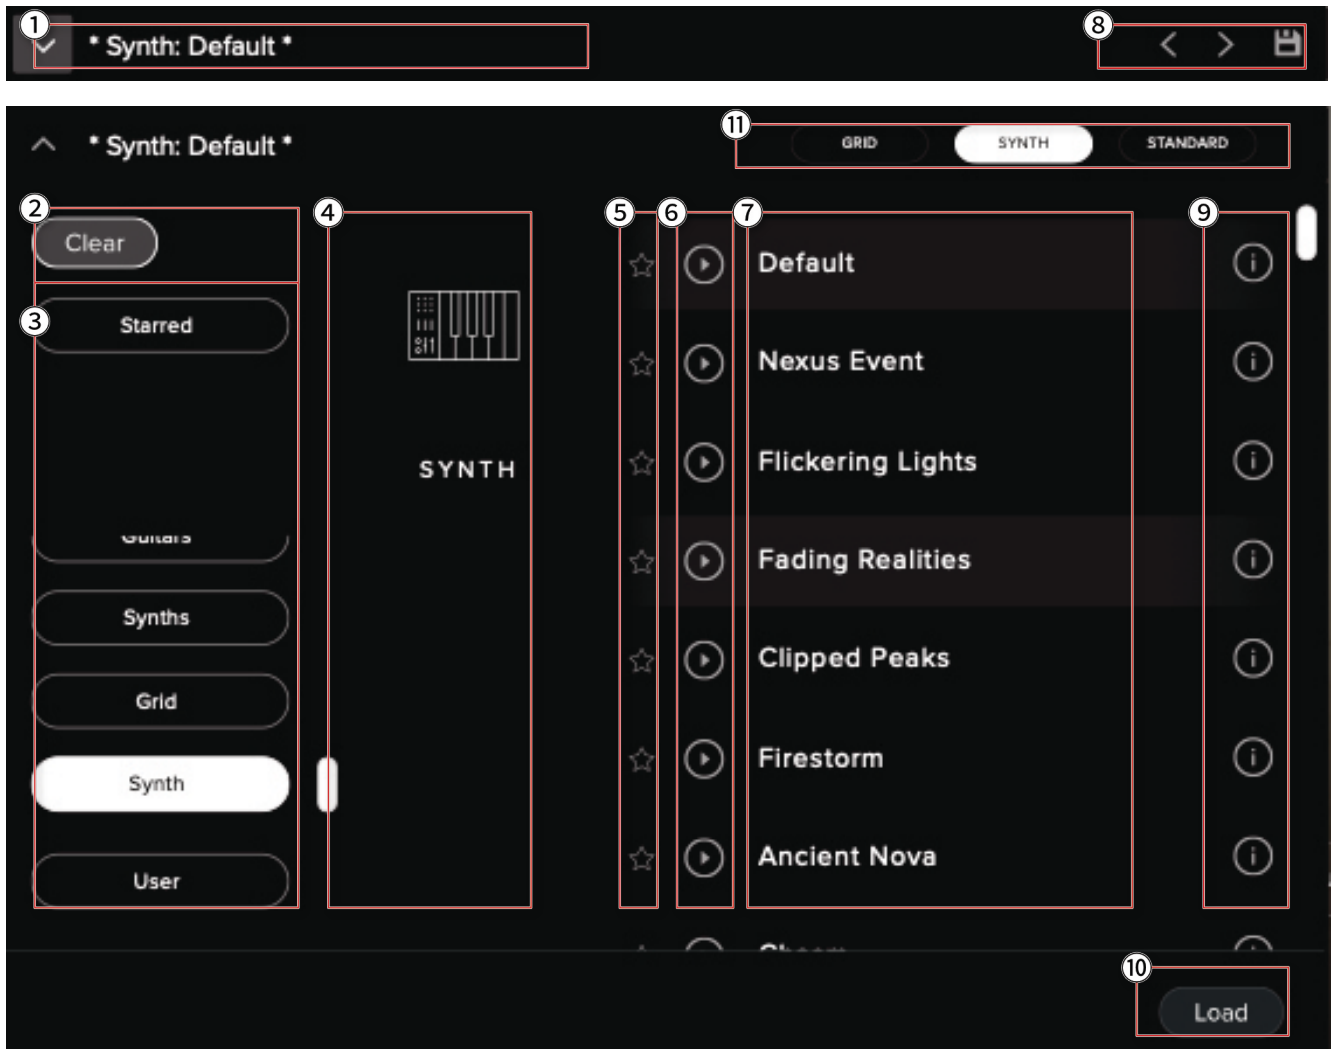 ① * Synth: Default * ⑧
* Synth: Default * ⑪ GRID SYNTH STANDARD
② Clear ④ ⑤ ⑥ ⑦ ⑨
③ Starred
Guitars
Synths
Grid
Synth
User
SYNTH
Default
Nexus Event
Flickering Lights
Fading Realities
Clipped Peaks
Firestorm
Ancient Nova
⑩ Load